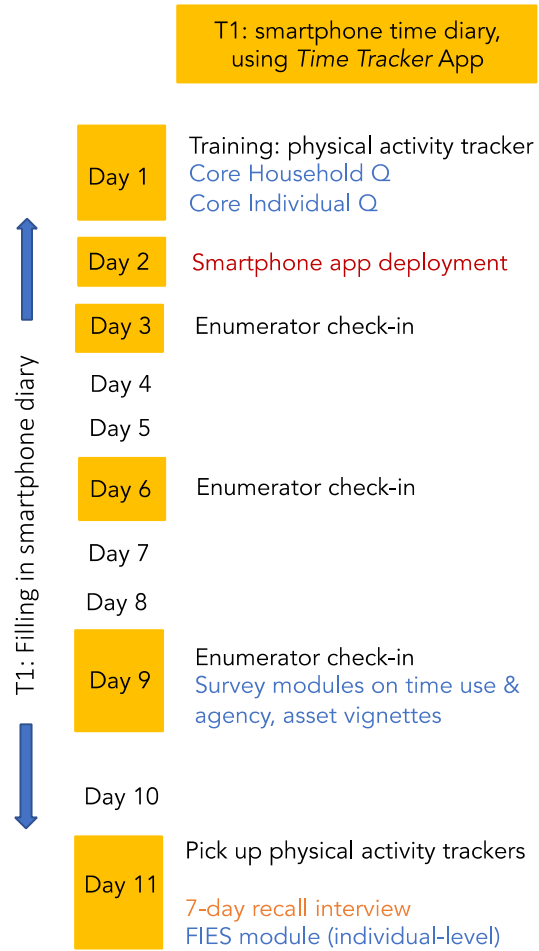 T1: smartphone time diary,
using Time Tracker App
Day 1
Training: physical activity tracker
Core Household Q
Core Individual Q
Day 2
Smartphone app deployment
Day 3
Enumerator check-in
Day 4
Day 5
Day 6
Enumerator check-in
Day 7
Day 8
Day 9
Enumerator check-in
Survey modules on time use &
agency, asset vignettes
Day 10
Day 11
Pick up physical activity trackers
7-day recall interview
FIES module (individual-level)
T1: Filling in smartphone diary